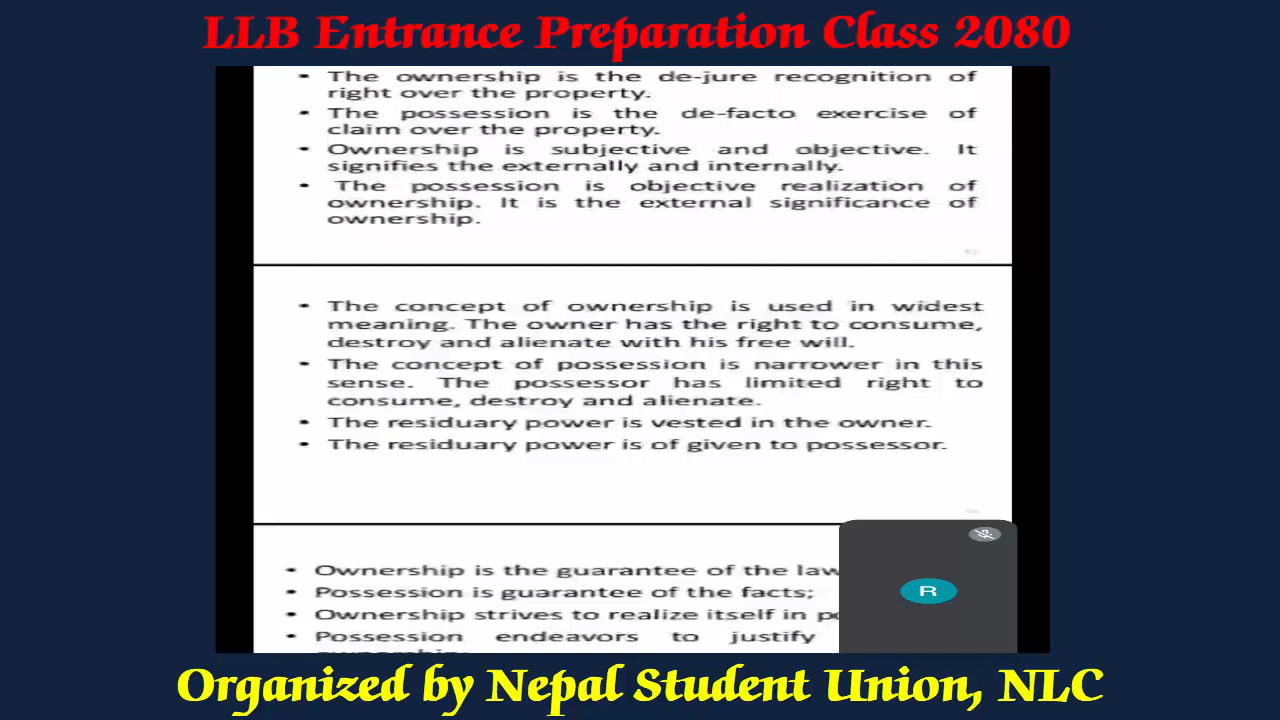 LLB Entrance Preparation Class 2080
• The ownership is the de-jure recognition of
right over the property.
• The possession is the de-facto exercise of
claim over the property.
• Ownership is subjective and objective. It
signifies the externally and internally.
• The possession is objective realization of
ownership. It is the external significance of
ownership.
• The concept of ownership is used in widest
meaning. The owner has the right to consume,
destroy and alienate with his free will.
• The concept of possession is narrower in this
sense. The possessor has limited right to
consume, destroy and alienate.
• The residuary power is vested in the owner.
• The residuary power is of given to possessor.
• Ownership is the guarantee of the law
• Possession is guarantee of the facts;
• Ownership strives to realize itself in
• Possession endeavors to justify
R
Organized by Nepal Student Union, NLC